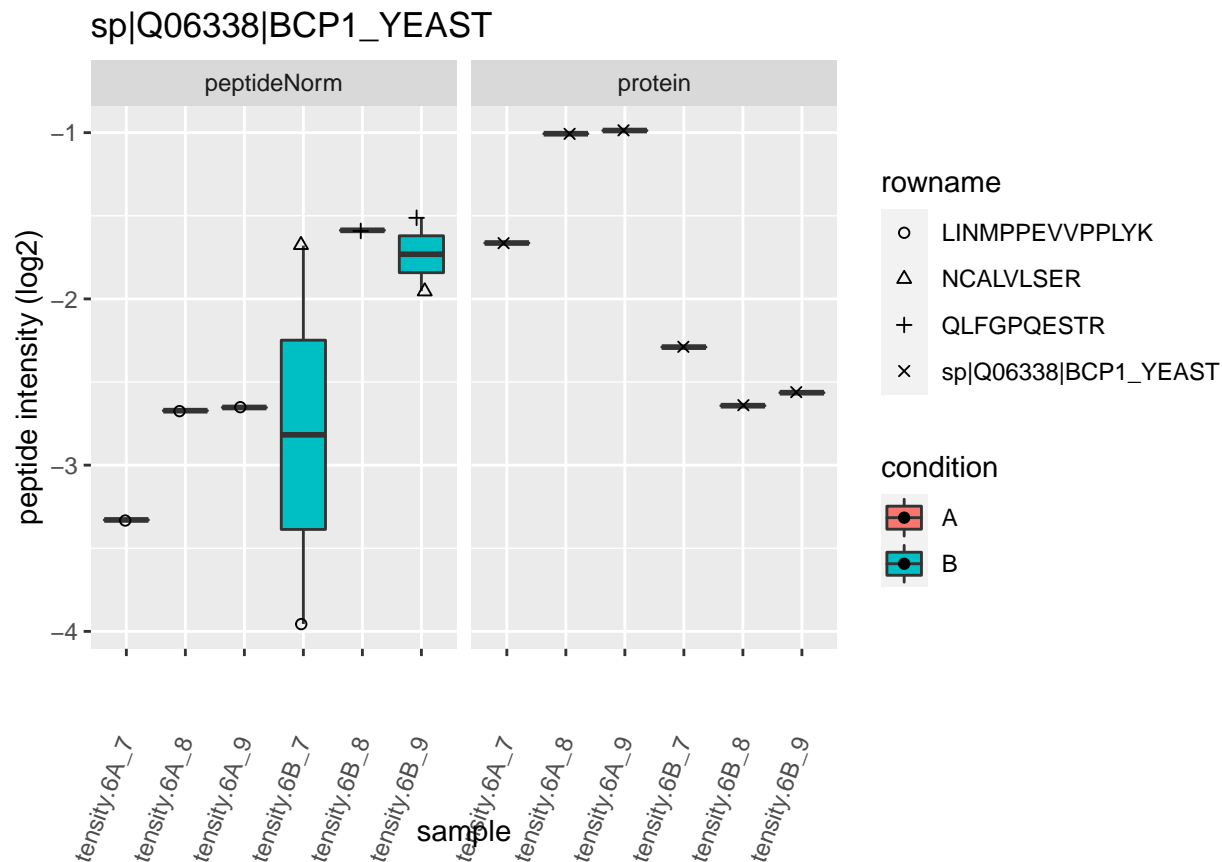 sp|Q06338|BCP1_YEAST
peptideNorm
protein
peptide intensity (log2)
−1
−2
−3
−4
tensity.6A_7
tensity.6A_8
tensity.6A_9
tensity.6B_7
tensity.6B_8
tensity.6B_9
tensity.6A_7
tensity.6A_8
tensity.6A_9
tensity.6B_7
tensity.6B_8
tensity.6B_9
sample
rowname
LINMPPEVVPPLYK
NCALVLSER
QLFGPQESTR
sp|Q06338|BCP1_YEAST
condition
A
B